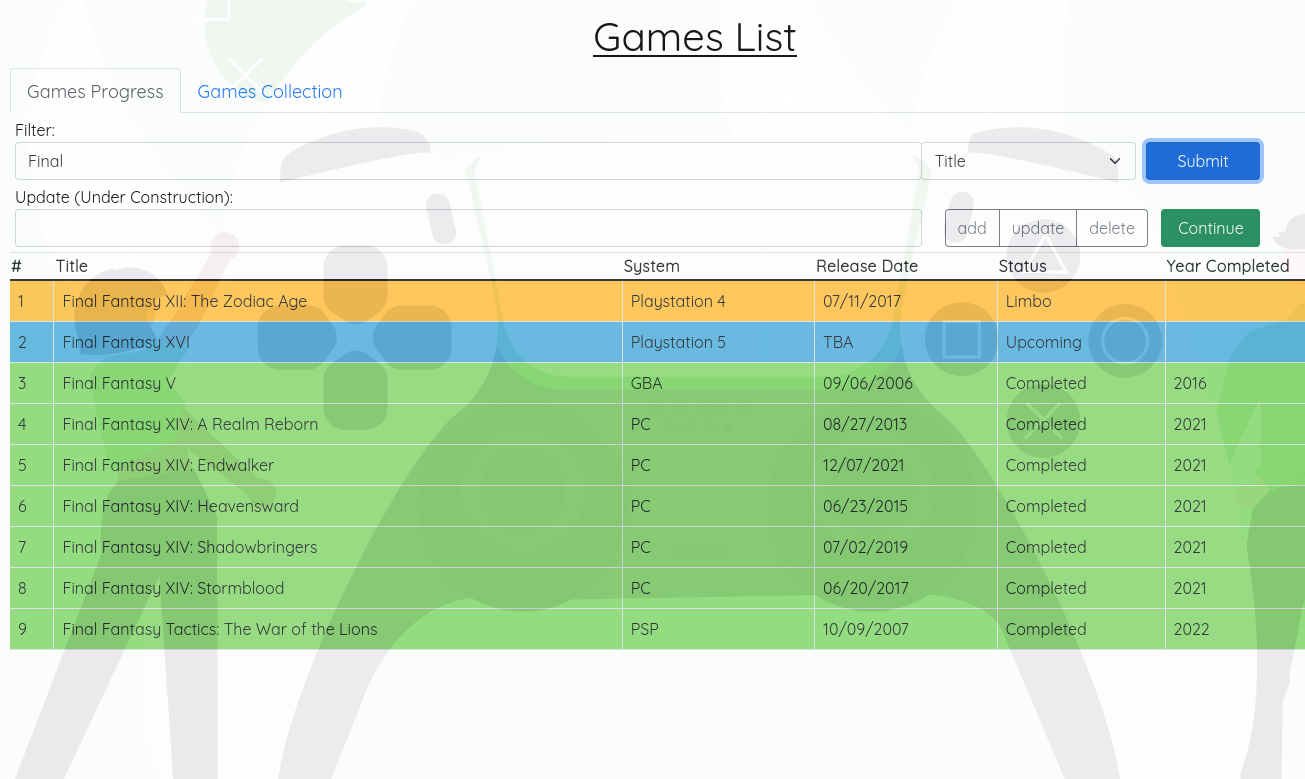 Games List
Games Progress Games Collection
Filter:
Final Title Submit
Update (Under Construction):
add update delete Continue
# Title System Release Date Status Year Completed
1 Final Fantasy XII: The Zodiac Age Playstation 4 07/11/2017 Limbo
2 Final Fantasy XVI Playstation 5 TBA Upcoming
3 Final Fantasy V GBA 09/06/2006 Completed 2016
4 Final Fantasy XIV: A Realm Reborn PC 08/27/2013 Completed 2021
5 Final Fantasy XIV: Endwalker PC 12/07/2021 Completed 2021
6 Final Fantasy XIV: Heavensward PC 06/23/2015 Completed 2021
7 Final Fantasy XIV: Shadowbringers PC 07/02/2019 Completed 2021
8 Final Fantasy XIV: Stormblood PC 06/20/2017 Completed 2021
9 Final Fantasy Tactics: The War of the Lions PSP 10/09/2007 Completed 2022